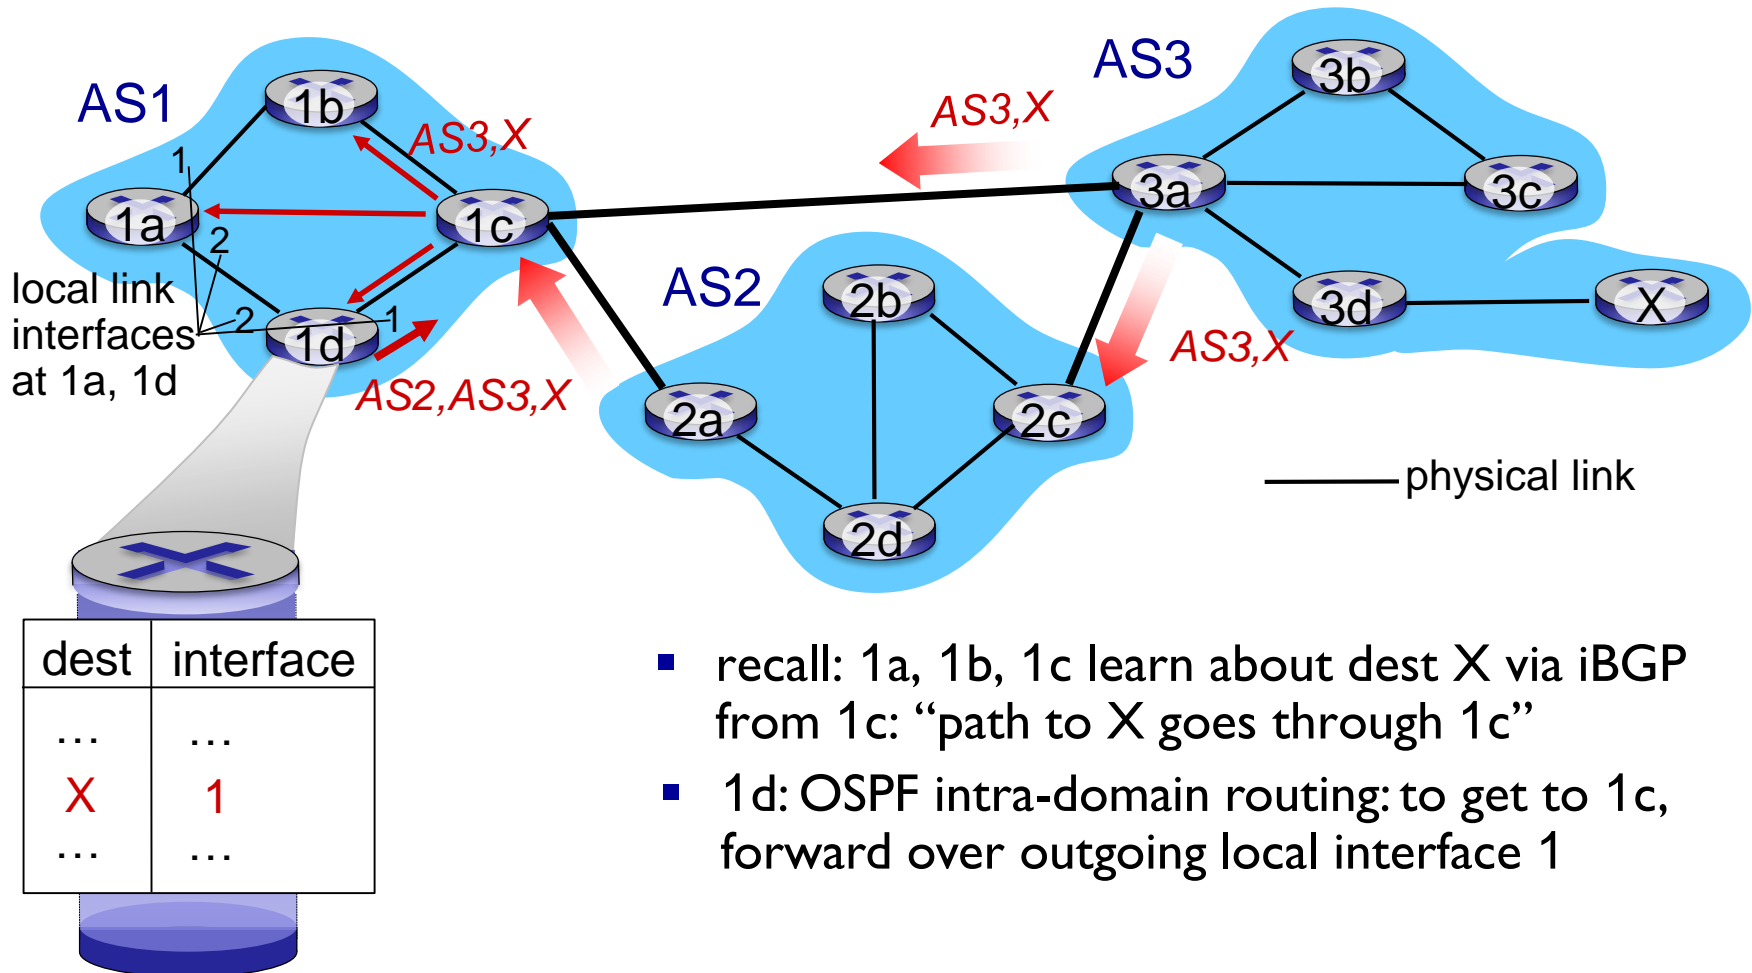 AS1
1b
AS3,X
1
1a
1c
2
local link
interfaces
at 1a, 1d
2
1
1d
AS2,AS3,X
AS3,X
AS3
3b
3a
3c
3d
X
AS3,X
AS2
2b
2a
2c
2d
physical link
dest interface
... ...
X 1
... ...
▪ recall: 1a, 1b, 1c learn about dest X via iBGP
from 1c: “path to X goes through 1c”
▪ 1d: OSPF intra-domain routing: to get to 1c,
forward over outgoing local interface 1